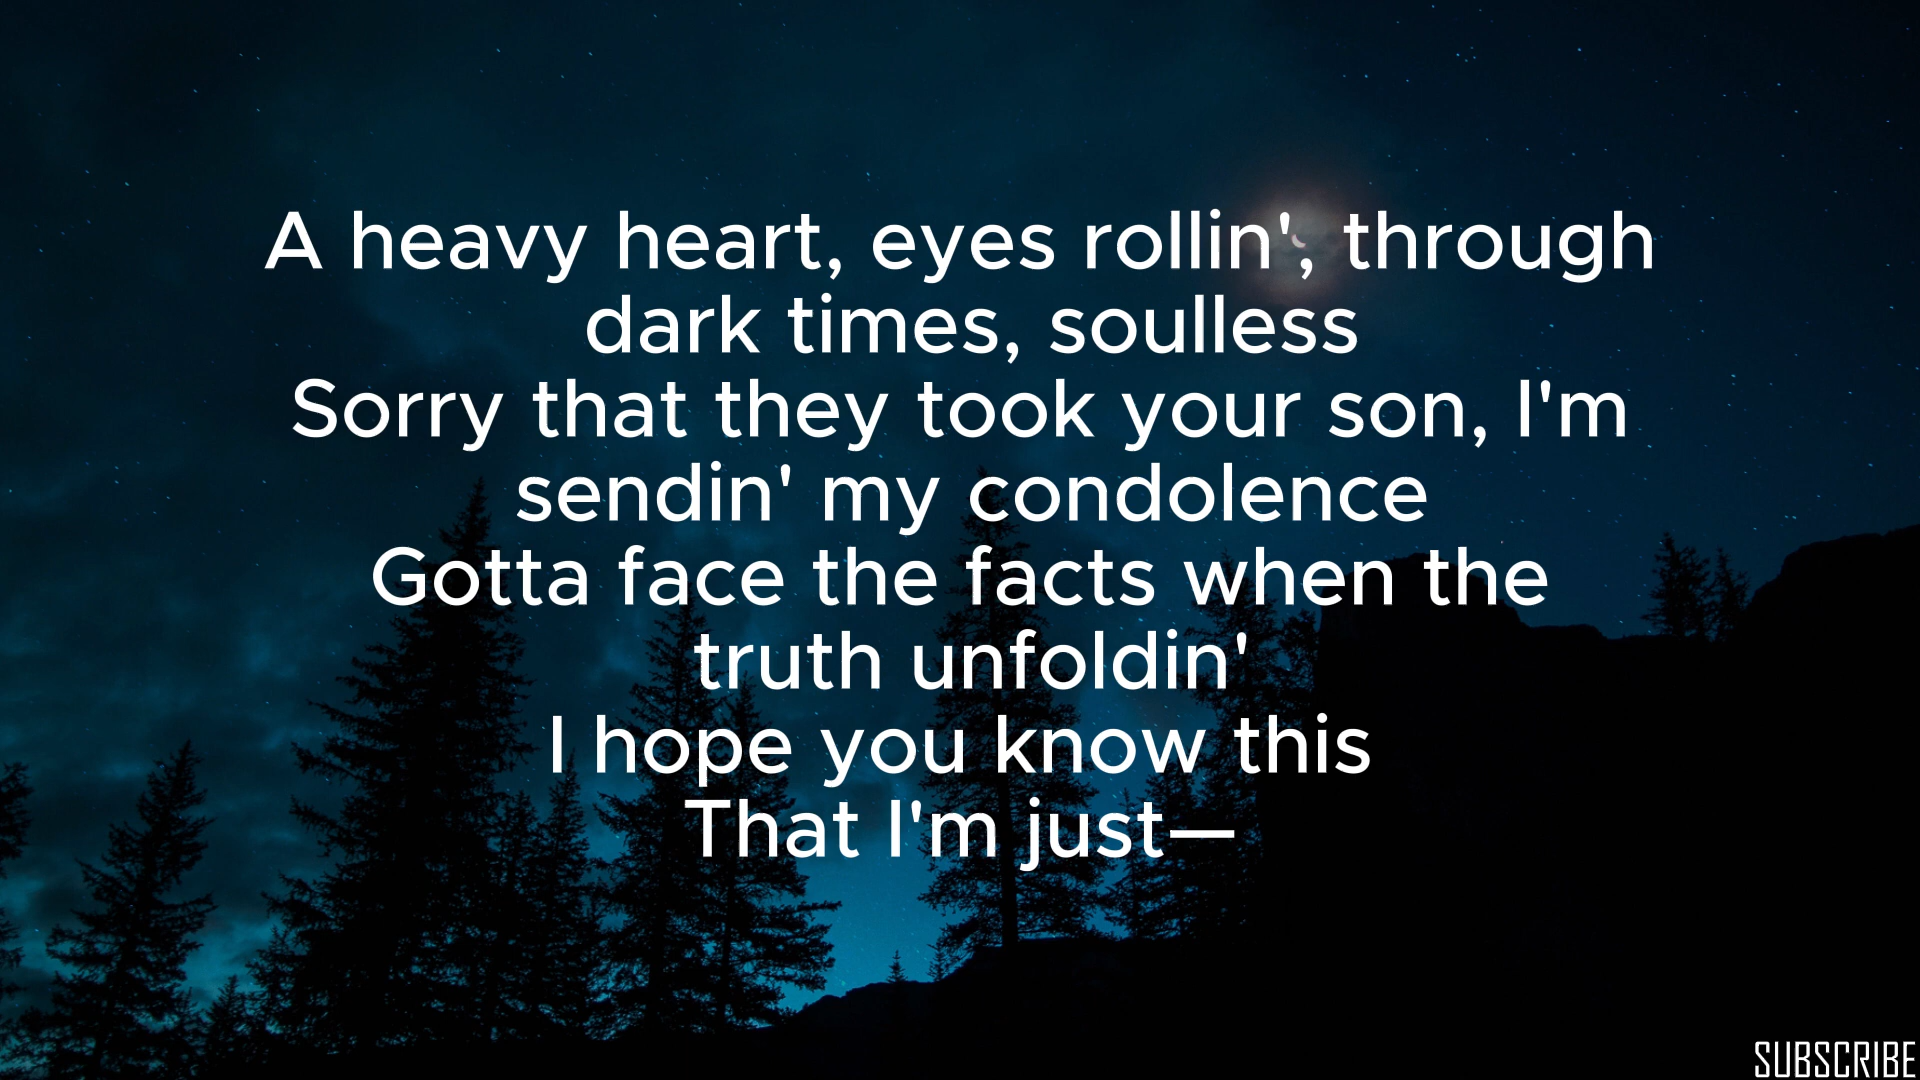 A heavy heart, eyes rollin', through
dark times, soulless
Sorry that they took your son, I'm
sendin' my condolence
Gotta face the facts when the
truth unfoldin'
I hope you know this
That I'm just—
SUBSCRIBE